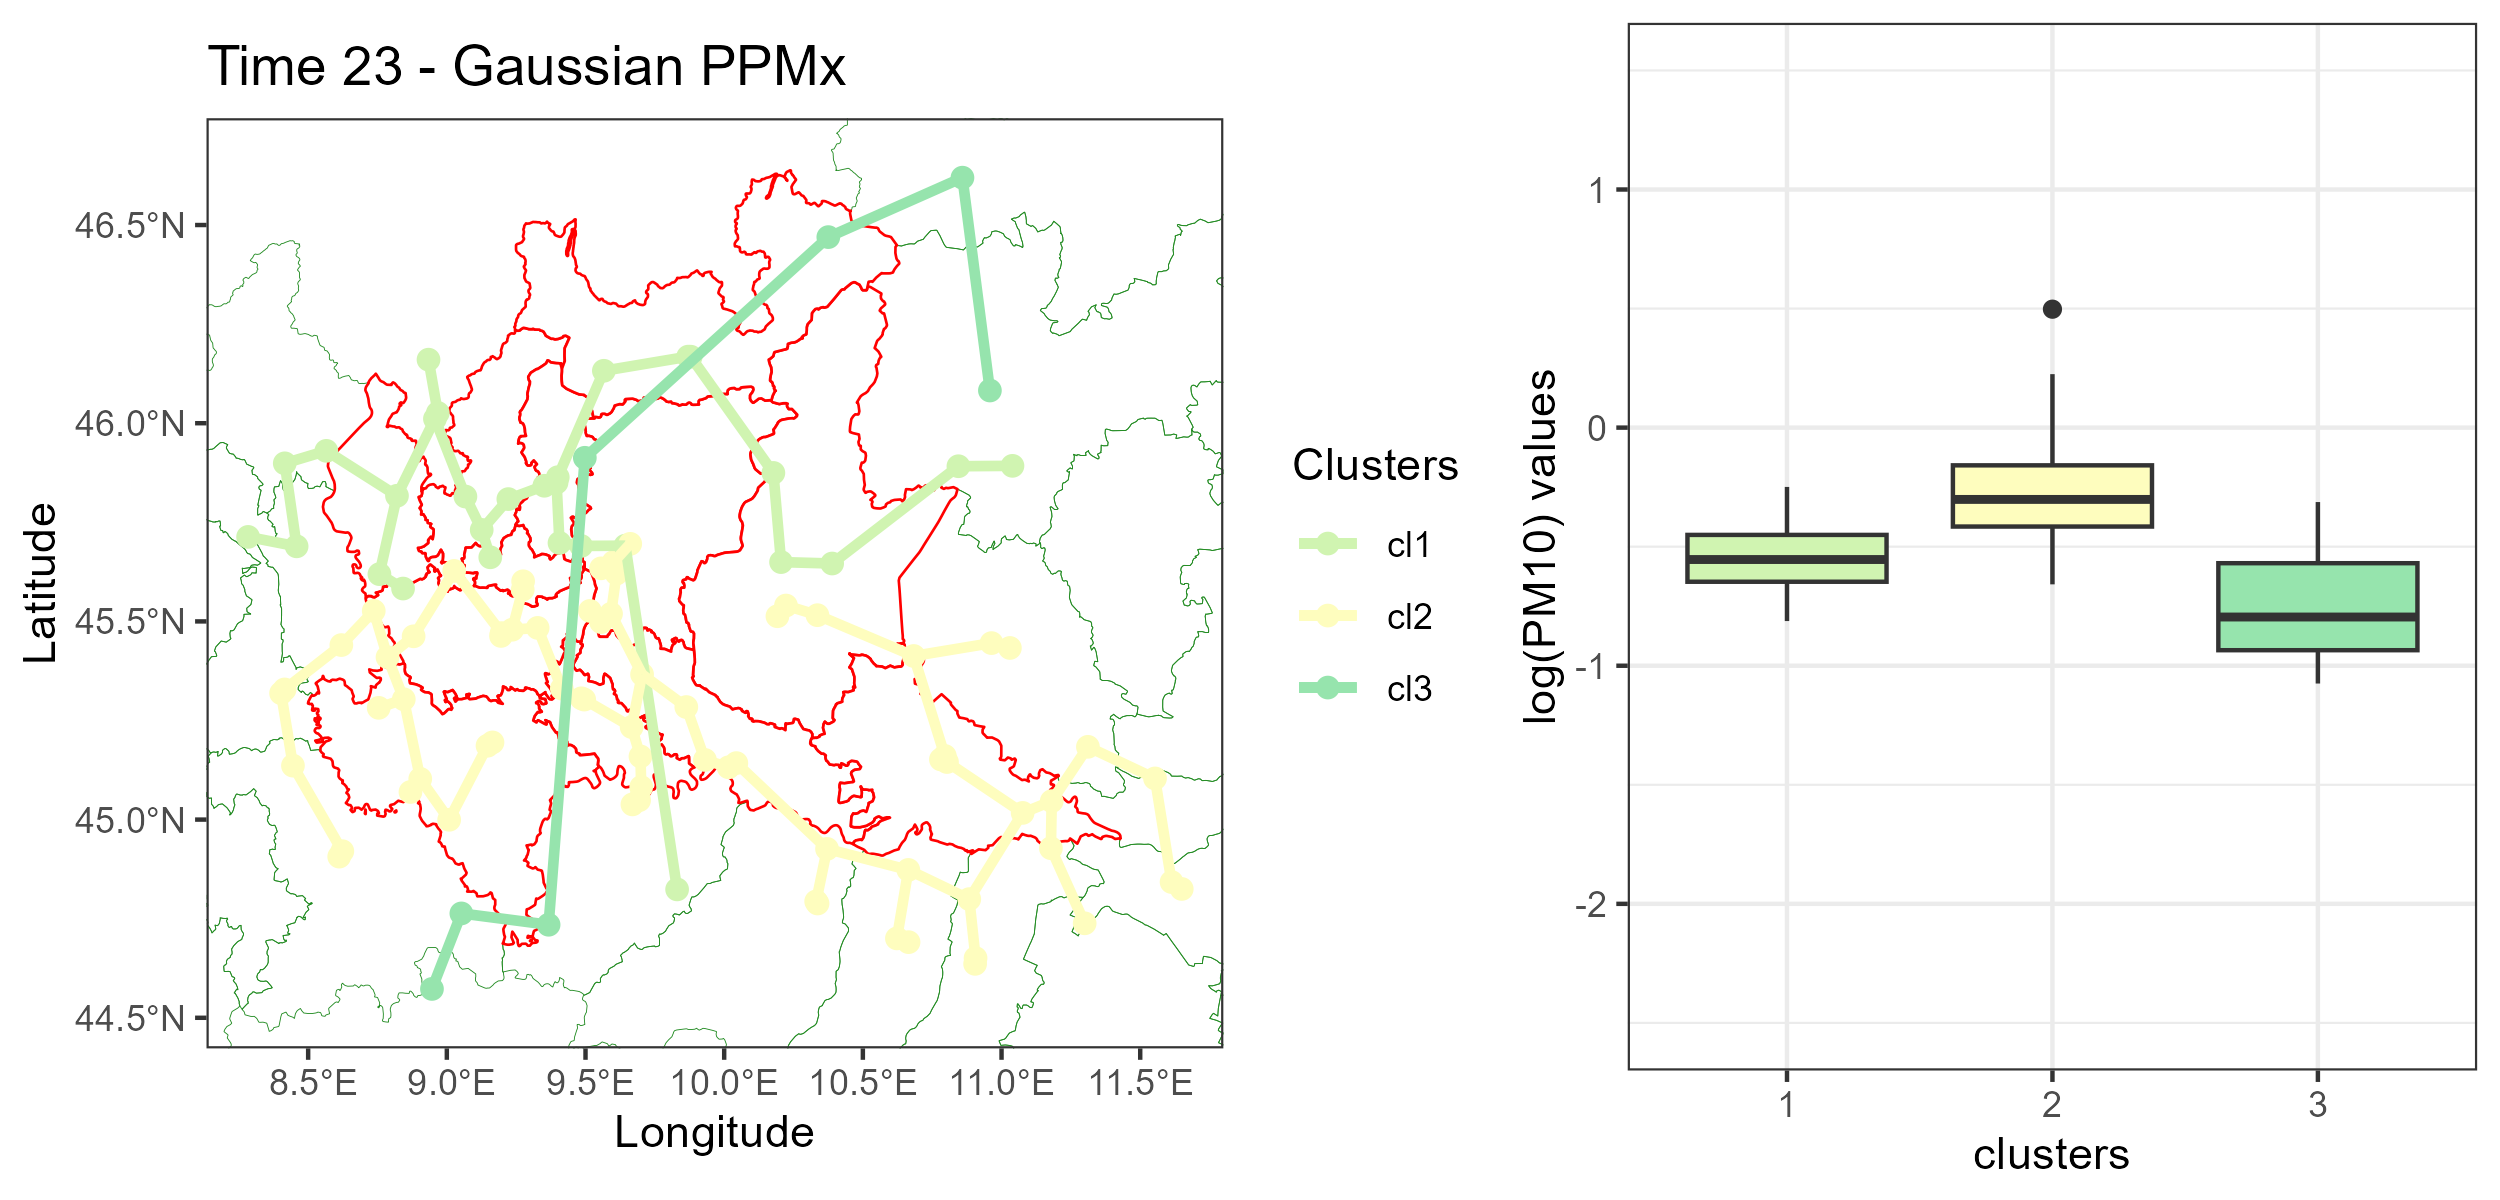 Time 23 - Gaussian PPMx
Latitude
46.5°N
46.0°N
45.5°N
45.0°N
44.5°N
8.5°E 9.0°E 9.5°E 10.0°E 10.5°E 11.0°E 11.5°E
Longitude
Clusters
cl1
cl2
cl3
log(PM10) values
1
0
-1
-2
1 2 3
clusters